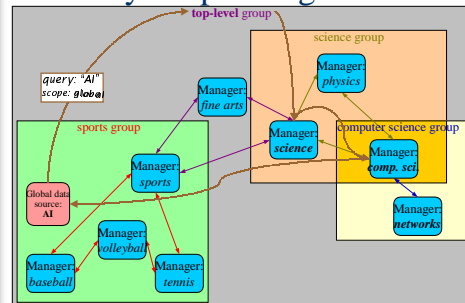 top-level group
science group
query: "AI"
scope: global
Manager:
physics
Manager:
fine arts
sports group
computer science group
Manager:
science
Manager:
comp. sci.
Manager:
sports
Global data
source:
AI
Manager:
networks
Manager:
volleyball
Manager:
baseball
Manager:
tennis